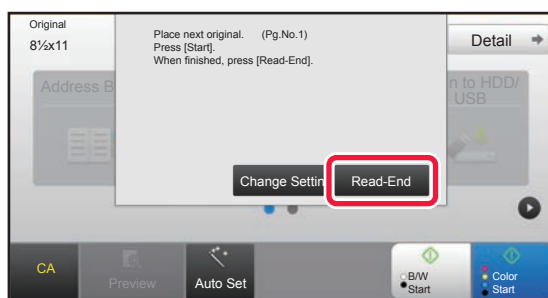 Original
8½x11
Place next original. (Pg.No.1)
Press [Start].
When finished, press [Read-End].
Detail
Address B
n to HDD/
USB
Change Settin
Read-End
CA
Preview
Auto Set
B/W
Start
Color
Start